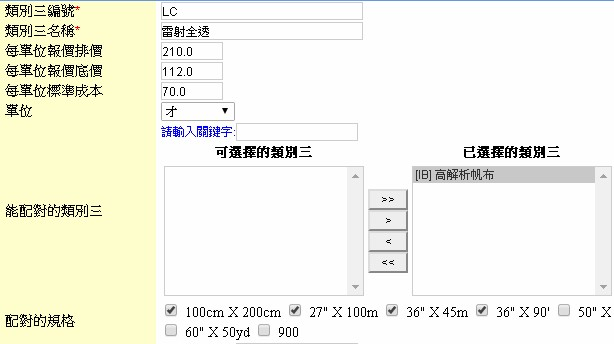 類別三編號* LC
類別三名稱* 雷射全透
每單位報價排價 210.0
每單位報價底價 112.0
每單位標準成本 70.0
單位 才
請輸入關鍵字:
可選擇的類別三 已選擇的類別三
[IB] 高解析帆布
>>
>
能配對的類別三
<
<<
100cm X 200cm 27" X 100m 36" X 45m 36" X 90' 50" X
配對的規格
60" X 50yd 900